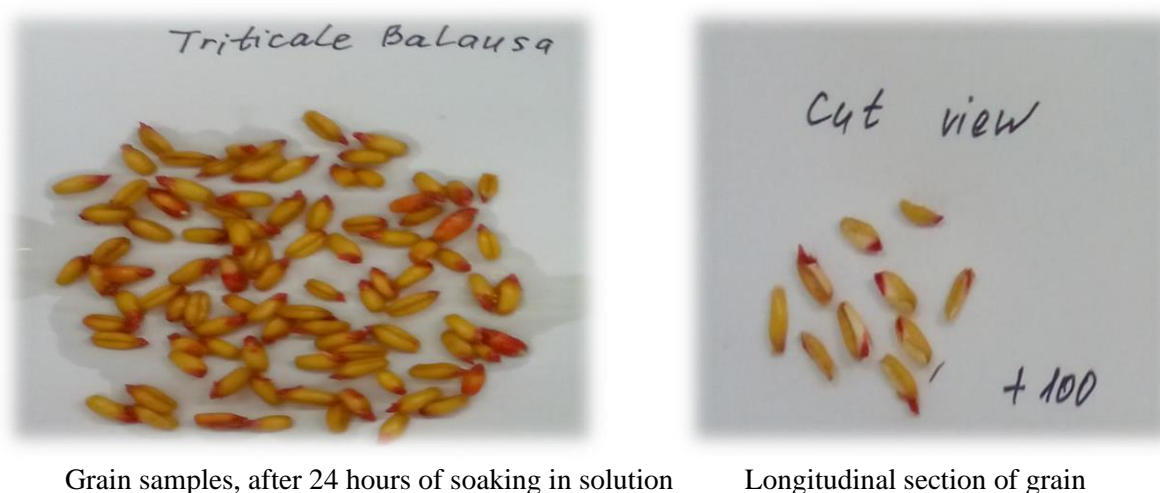 Triticale Balausa
Cut view
+ 100
Grain samples, after 24 hours of soaking in solution
Longitudinal section of grain